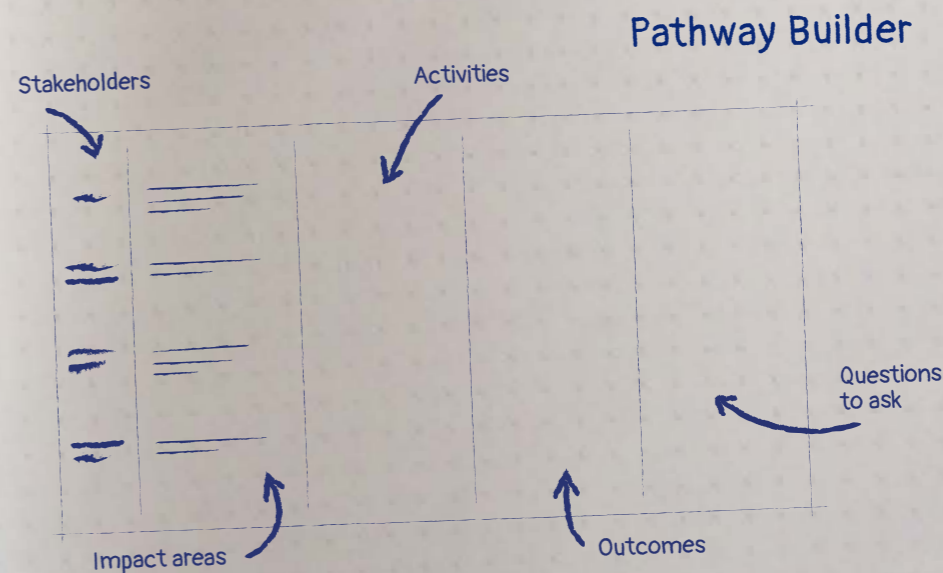 Pathway Builder
Stakeholders
Activities
Questions
to ask
Impact areas
Outcomes